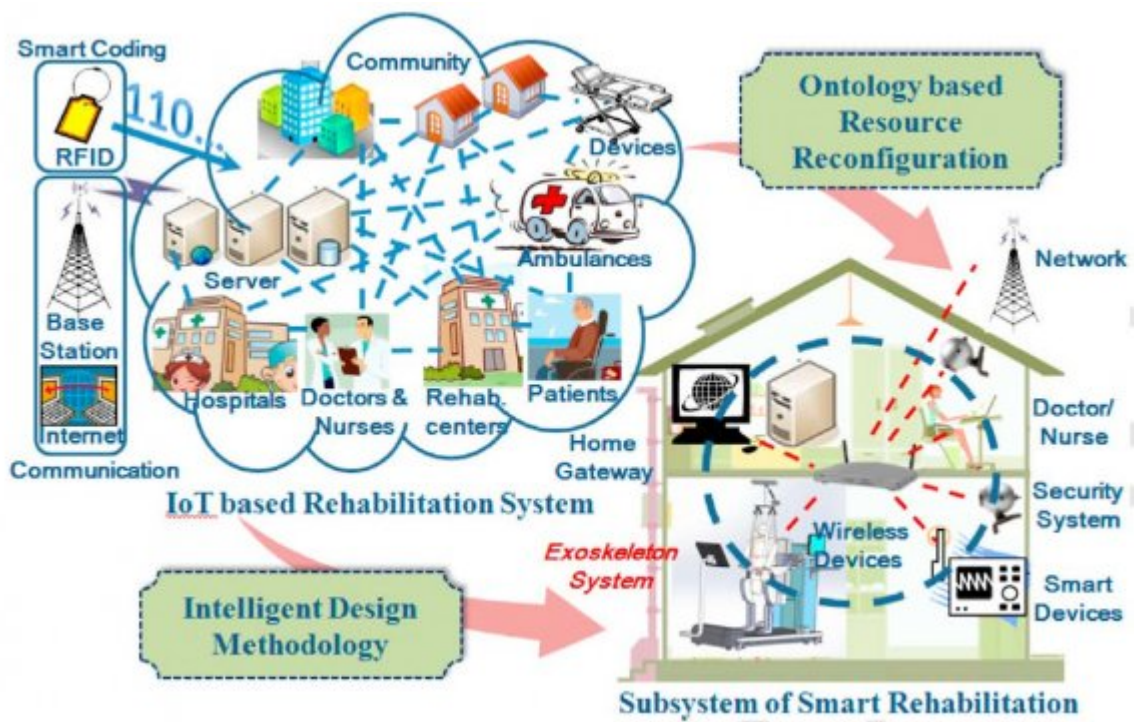 Smart Coding
110...
RFID
Base
Station
Internet
Communication
Community
Devices
Server
Ambulances
Hospitals
Doctors &
Nurses
Rehab.
centers
Patients
IoT based Rehabilitation System
Ontology based
Resource
Reconfiguration
Intelligent Design
Methodology
Network
Home
Gateway
Doctor/
Nurse
Security
System
Wireless
Devices
Exoskeleton
System
Smart
Devices
Subsystem of Smart Rehabilitation